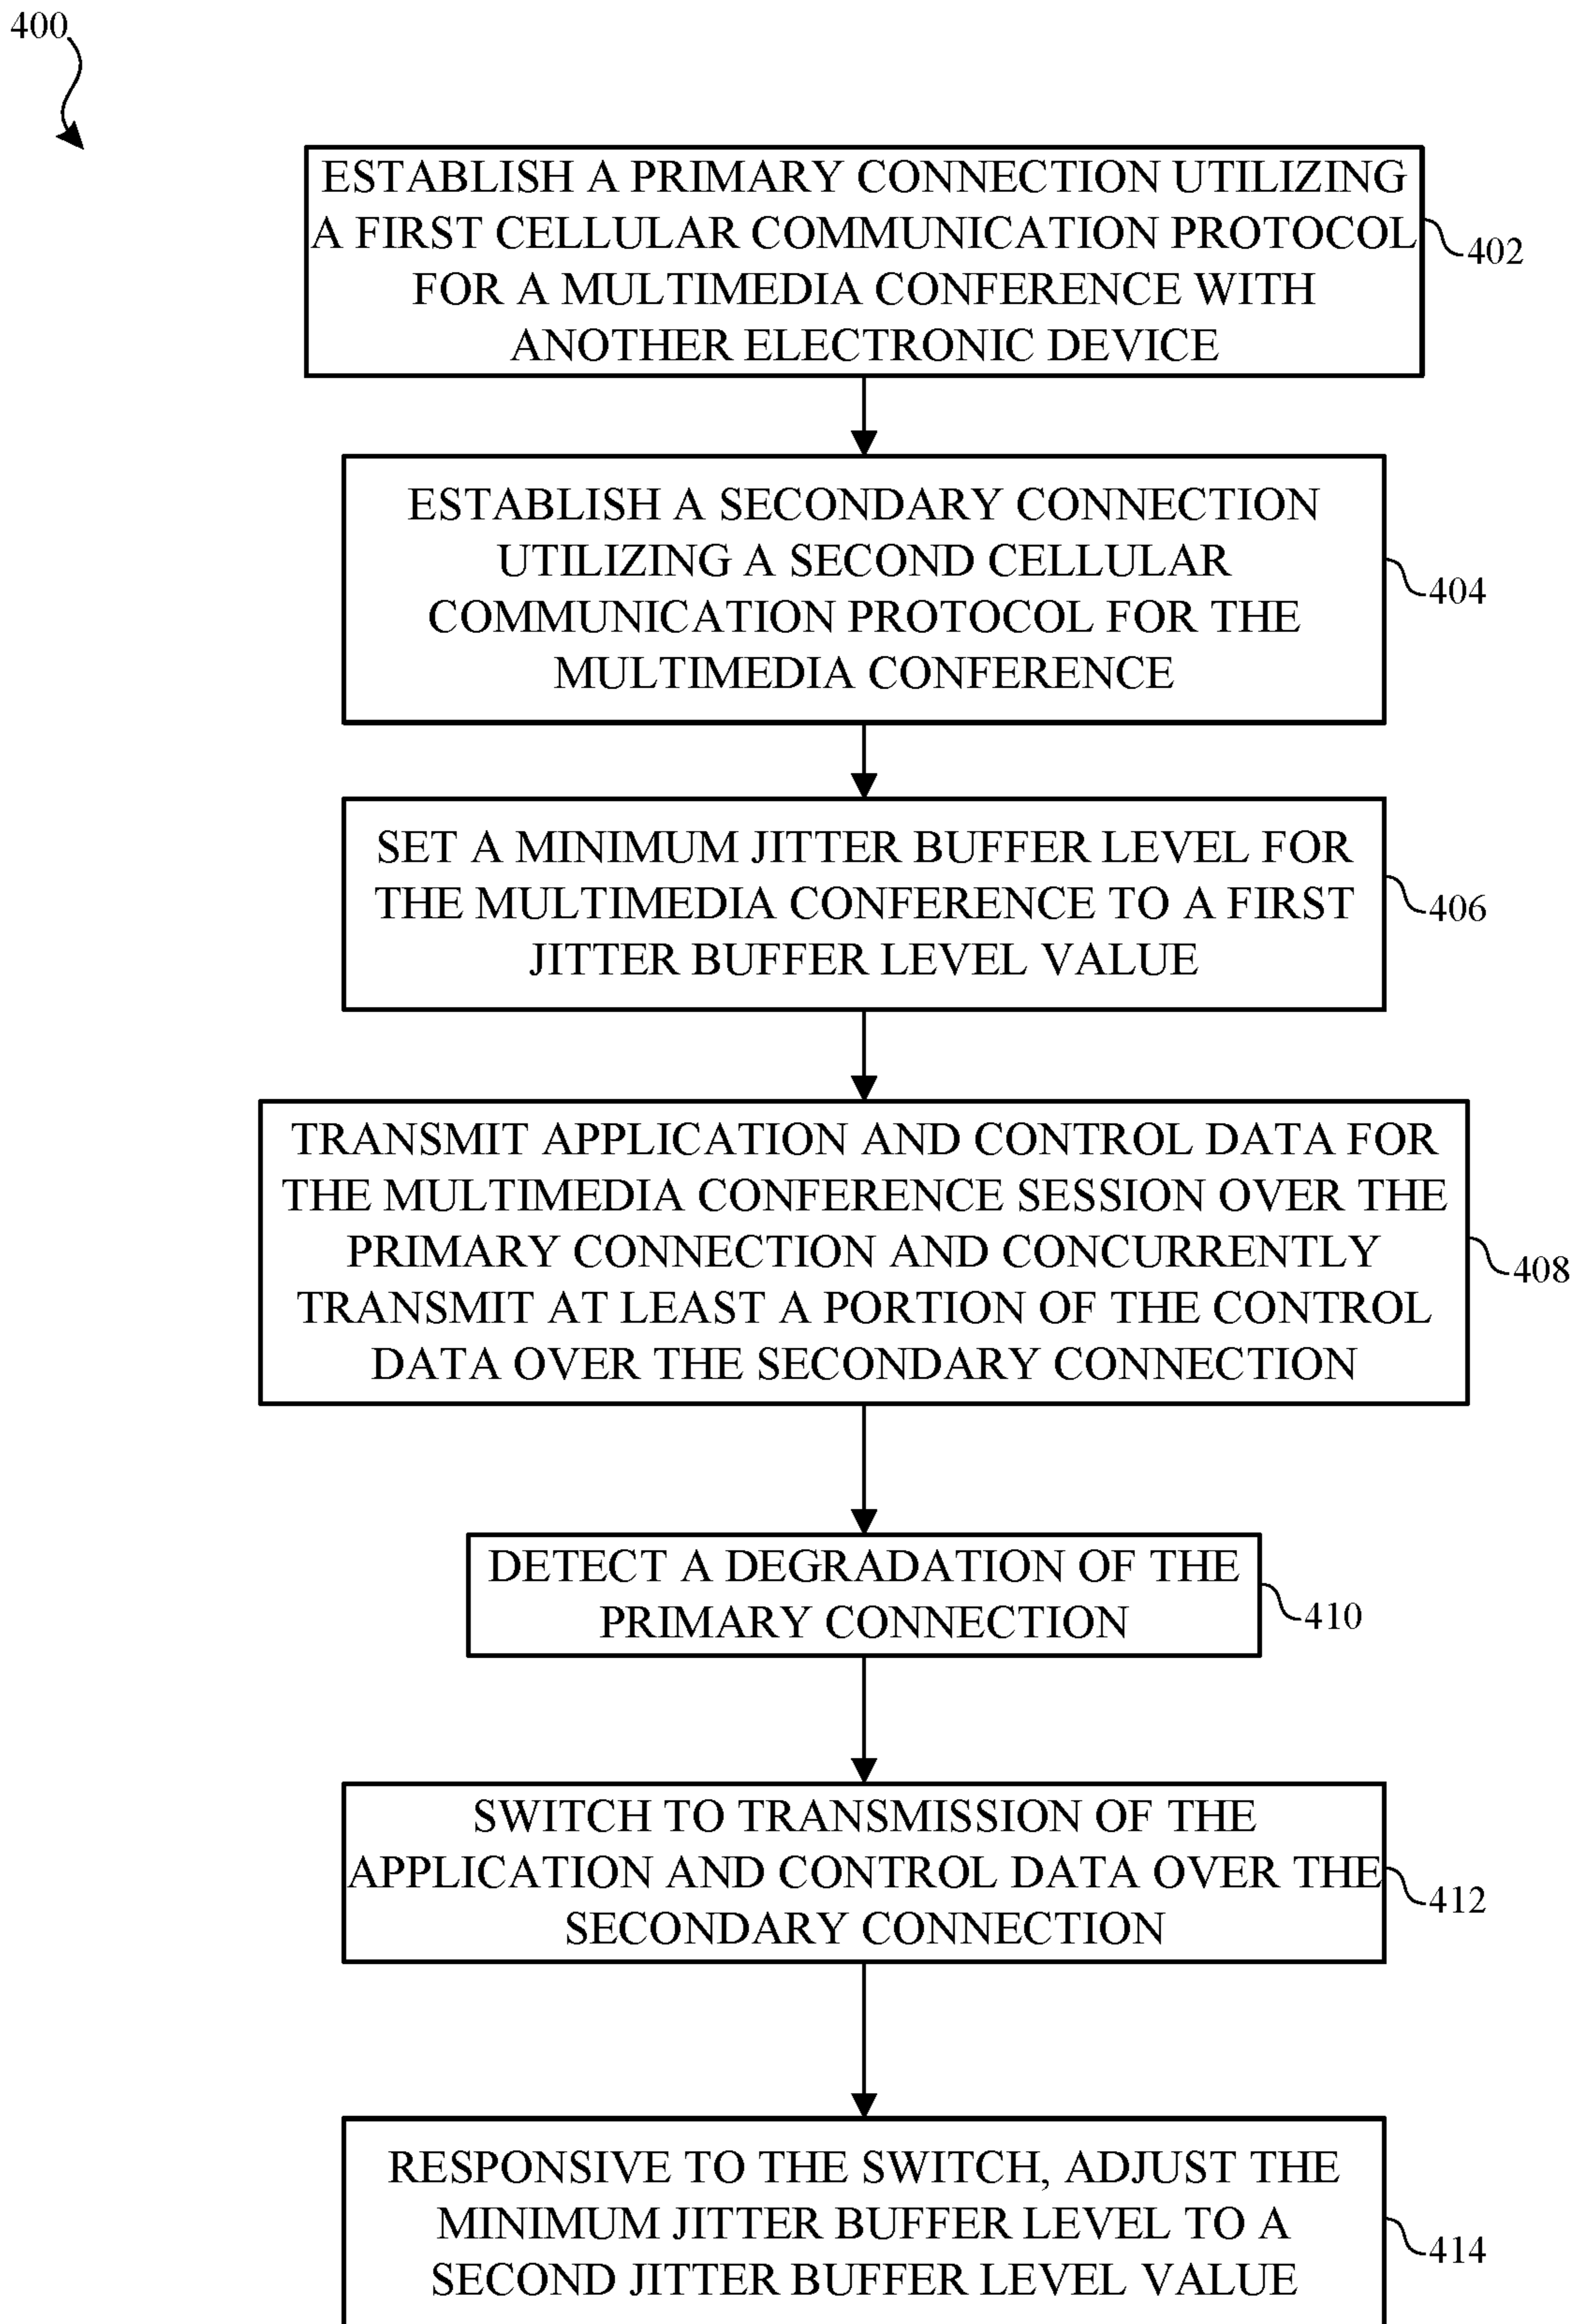 400
ESTABLISH A PRIMARY CONNECTION UTILIZING
A FIRST CELLULAR COMMUNICATION PROTOCOL
FOR A MULTIMEDIA CONFERENCE WITH
ANOTHER ELECTRONIC DEVICE
402
ESTABLISH A SECONDARY CONNECTION
UTILIZING A SECOND CELLULAR
COMMUNICATION PROTOCOL FOR THE
MULTIMEDIA CONFERENCE
404
SET A MINIMUM JITTER BUFFER LEVEL FOR
THE MULTIMEDIA CONFERENCE TO A FIRST
JITTER BUFFER LEVEL VALUE
406
TRANSMIT APPLICATION AND CONTROL DATA FOR
THE MULTIMEDIA CONFERENCE SESSION OVER THE
PRIMARY CONNECTION AND CONCURRENTLY
TRANSMIT AT LEAST A PORTION OF THE CONTROL
DATA OVER THE SECONDARY CONNECTION
408
DETECT A DEGRADATION OF THE
PRIMARY CONNECTION
410
SWITCH TO TRANSMISSION OF THE
APPLICATION AND CONTROL DATA OVER THE
SECONDARY CONNECTION
412
RESPONSIVE TO THE SWITCH, ADJUST THE
MINIMUM JITTER BUFFER LEVEL TO A
SECOND JITTER BUFFER LEVEL VALUE
414